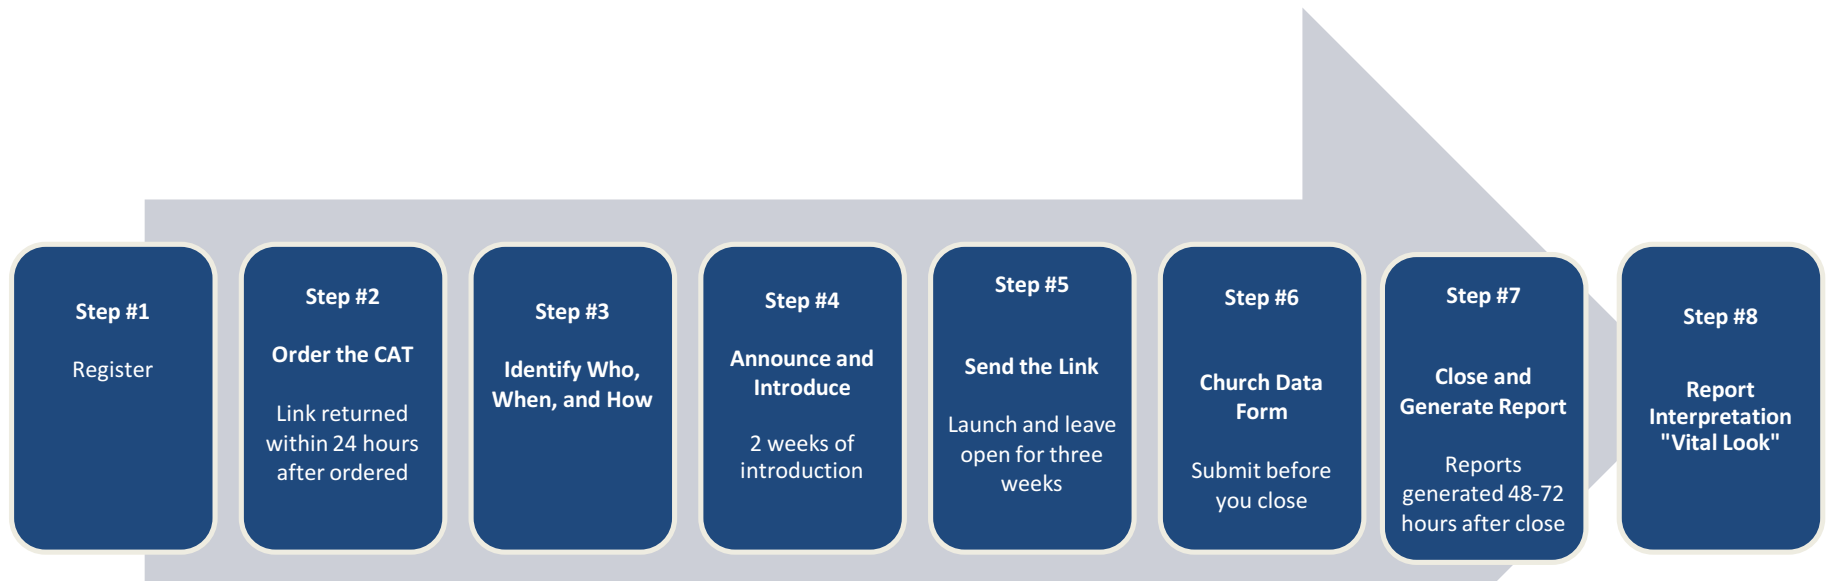 Step #1
Register
Step #2
Order the CAT
Link returned
within 24 hours
after ordered
Step #3
Identify Who,
When, and How
Step #4
Announce and
Introduce
2 weeks of
introduction
Step #5
Send the Link
Launch and leave
open for three
weeks
Step #6
Church Data
Form
Submit before
you close
Step #7
Close and
Generate Report
Reports
generated 48-72
hours after close
Step #8
Report
Interpretation
"Vital Look"